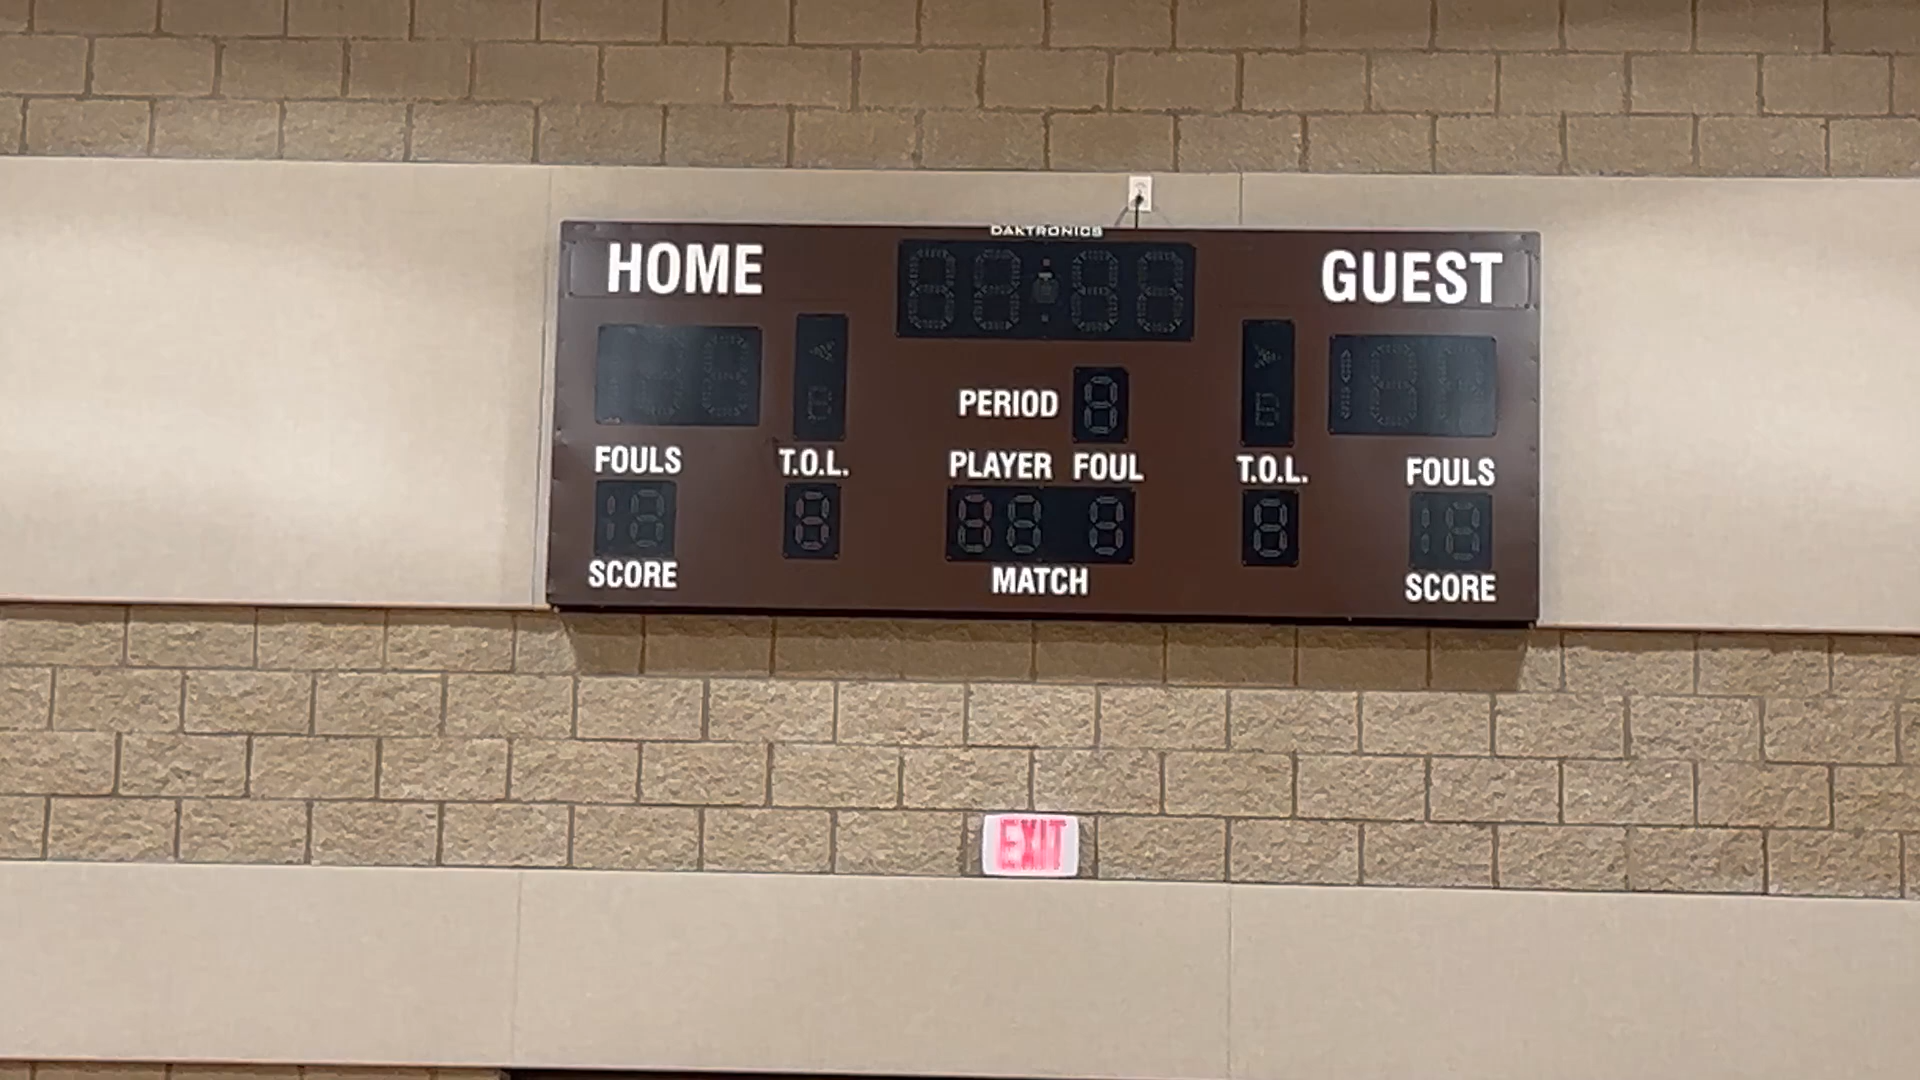 DAKTRONICS
HOME
GUEST
PERIOD
FOULS
T.O.L.
PLAYER FOUL
T.O.L.
FOULS
SCORE
MATCH
SCORE
EXIT